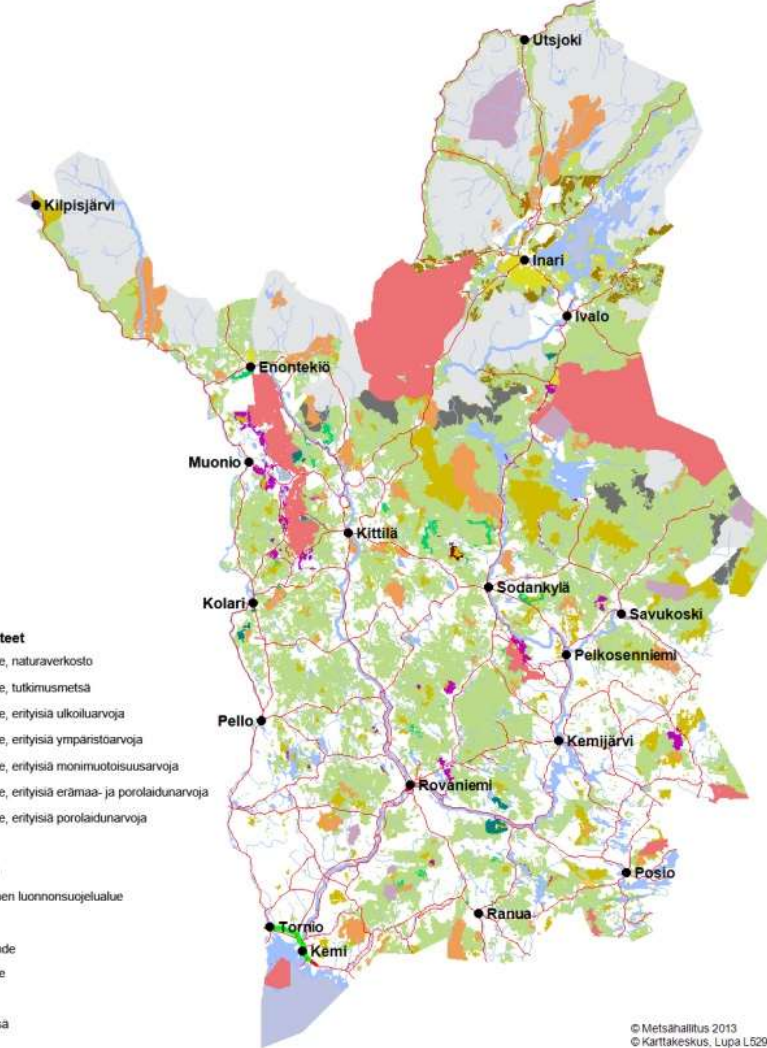 Utsjoki
Kilpisjärvi
Inari
Ivalo
Enontekiö
Muonio
Kittilä
Sodankylä
Kolari
Savukoski
teet
e, naturaverkosto
Pelkosenniemi
e, tutkimusmetsä
e, erityisiä ulkoiluarvoja
Pello
e, erityisiä ympäristöarvoja
Kemijärvi
e, erityisiä monimuotoisuusarvoja
e, erityisiä erämaa- ja porolaidunarvoja
Rovaniemi
e, erityisiä porolaidunarvoja
Posio
en luonnonsuojelualue
Ranua
Tornio
de
Kemi
e
sä
© Metsähallitus 2013
© Karttakeskus, Lupa L529